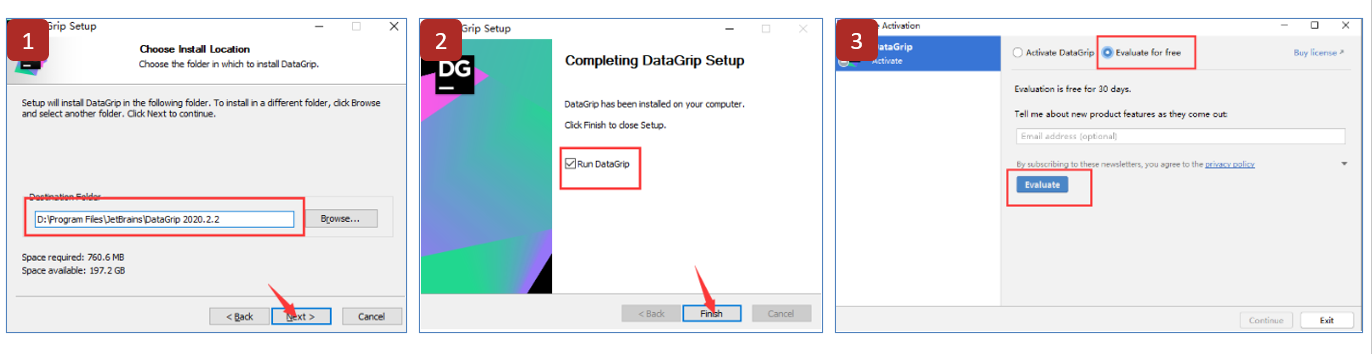 1
Grip Setup
Choose Install Location
Choose the folder in which to install DataGrip.
Setup will install DataGrip in the following folder. To install in a different folder, click Browse
and select another folder. Click Next to continue.
Destination Folder
D:\Program Files\JetBrains\DataGrip 2020.2.2
Browse...
Space required: 760.6 MB
Space available: 197.2 GB
< Back
Next >
Cancel
2
Grip Setup
DG
Completing DataGrip Setup
DataGrip has been installed on your computer.
Click Finish to close Setup.
Run DataGrip
< Back
Finish
Cancel
3
Activation
DataGrip
Activate
Activate DataGrip
Evaluate for free
Buy license
Evaluation is free for 30 days.
Tell me about new product features as they come out:
Email address (optional)
By subscribing to these newsletters, you agree to the privacy policy
Evaluate
Continue
Exit